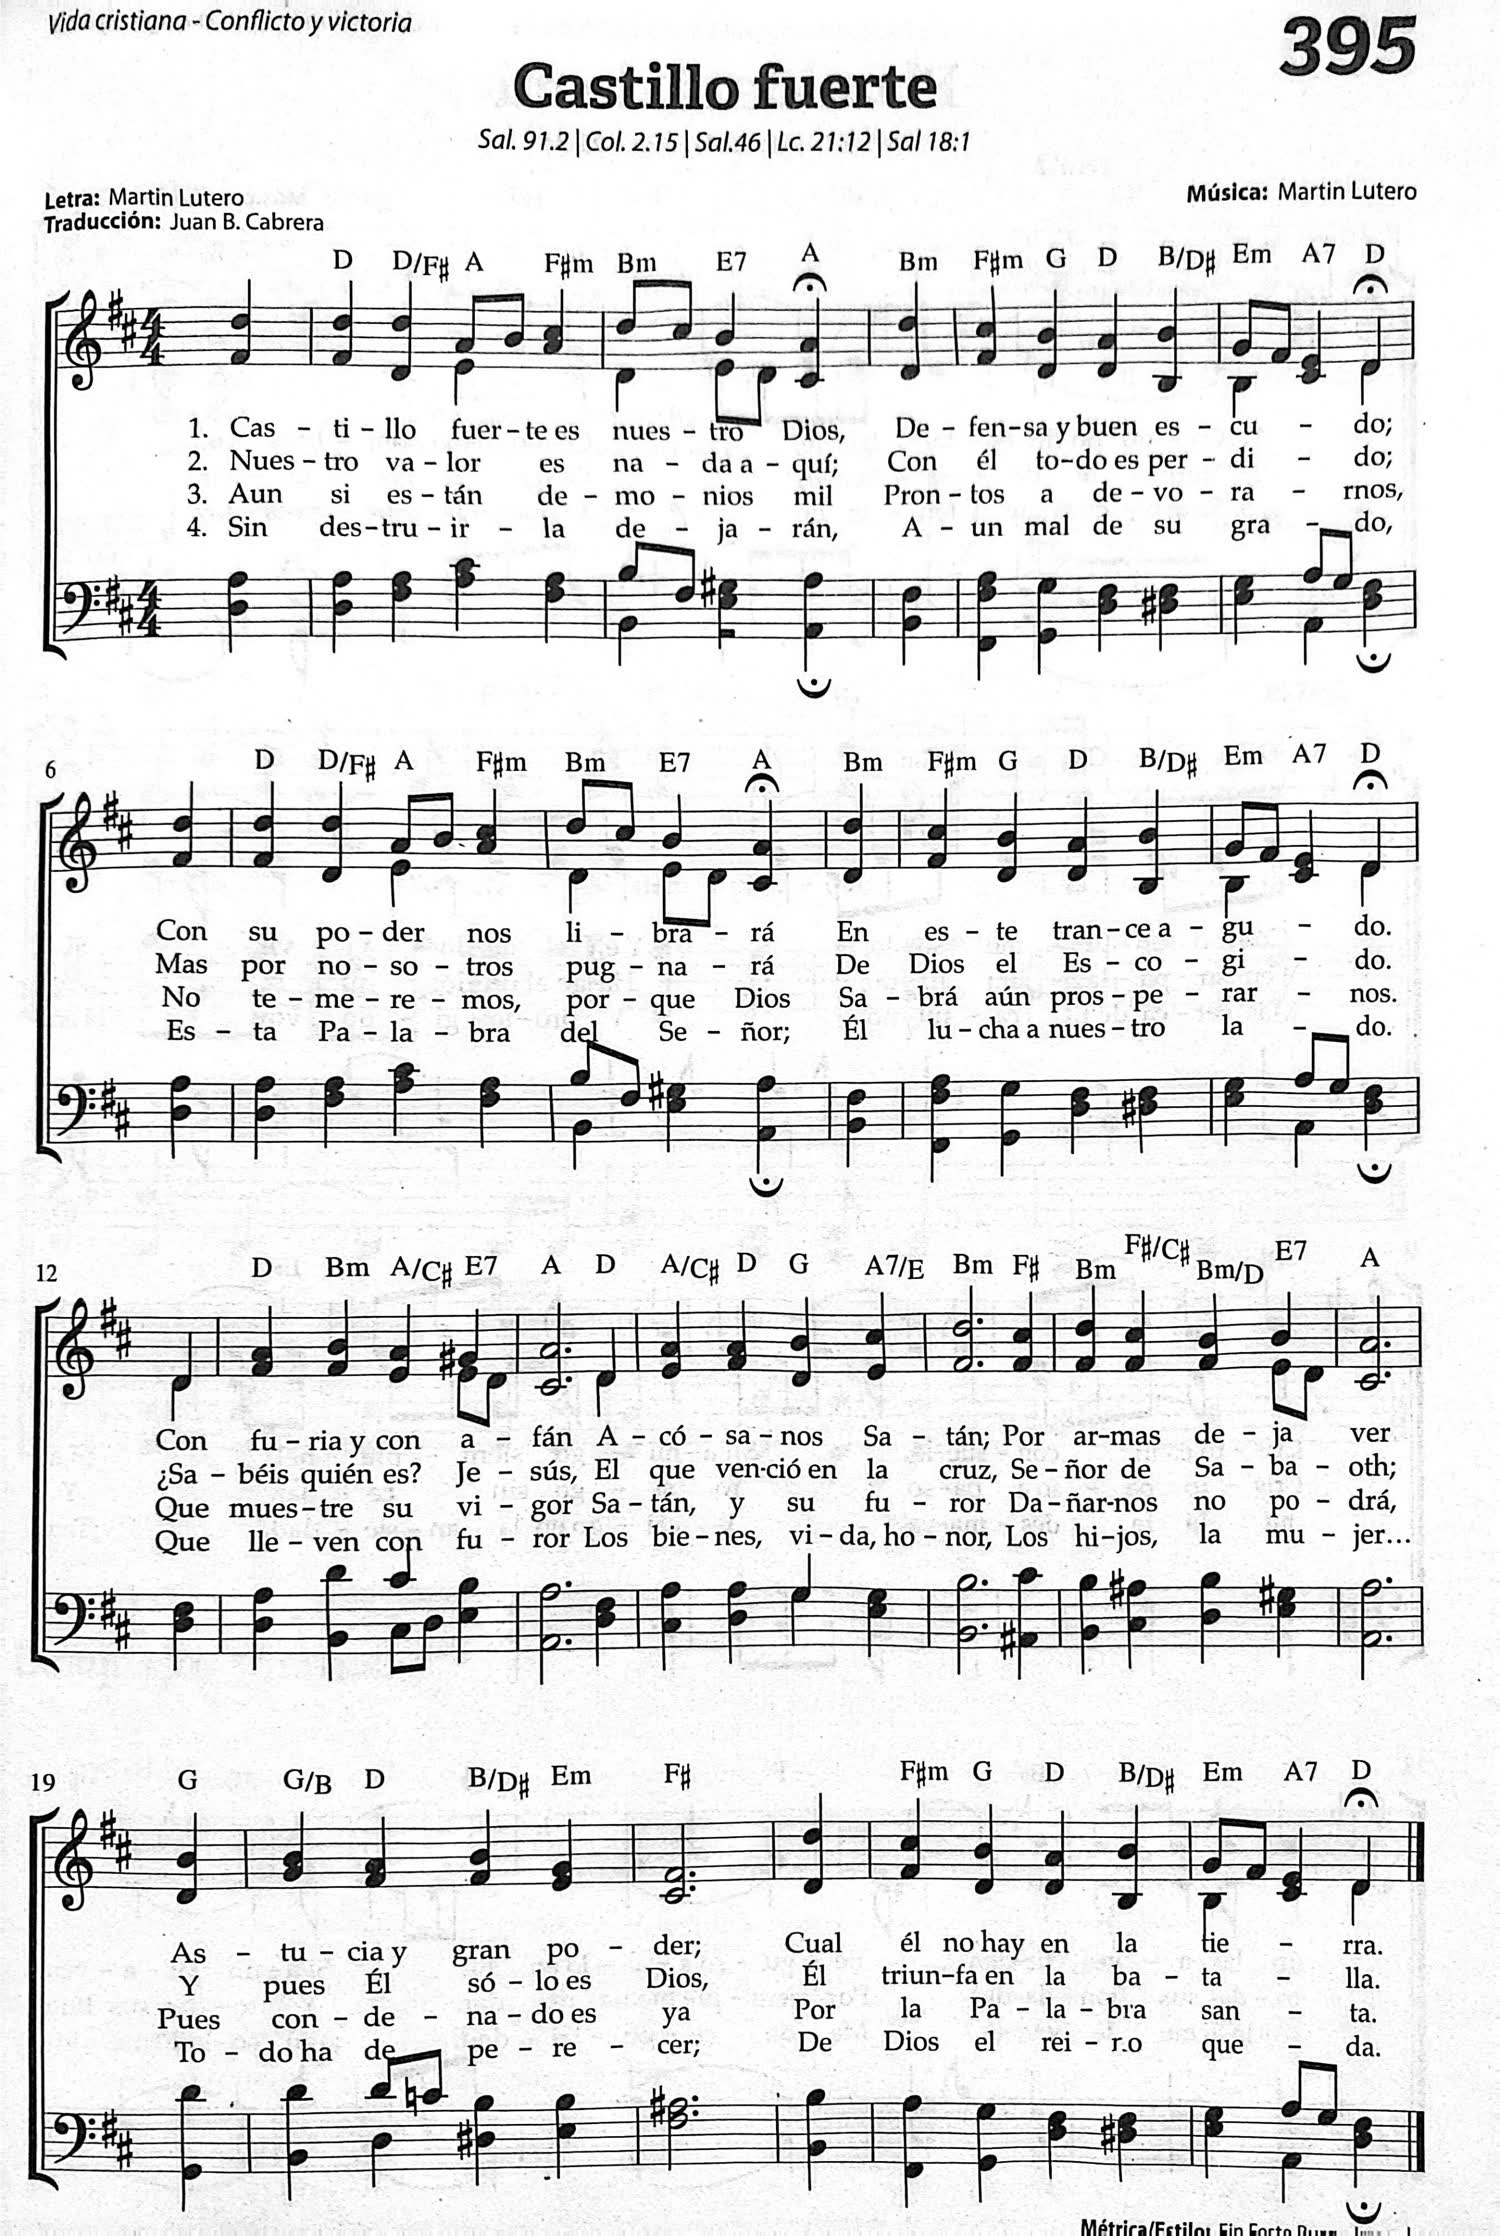 Vida cristiana - Conflicto y victoria
395
Castillo fuerte
Sal. 91.2 | Col. 2.15 | Sal.46 | Lc. 21:12 | Sal 18:1
Letra: Martin Lutero
Música: Martin Lutero
Traducción: Juan B. Cabrera
D D/F# A F#m Bm E7 A Bm F#m G D B/D# Em A7 D
4/4
1. Cas - ti - llo fuer - te es nues - tro Dios, De - fen - sa y buen es - cu - do;
2. Nues - tro va - lor es na - da a - quí; Con él to - do es per - di - do;
3. Aun si es - tán de - mo - nios mil Pron - tos a de - vo - ra - rnos,
4. Sin des - tru - ir - la de - ja - rán, A - un mal de su gra - do,
4/4
6
D D/F# A F#m Bm E7 A Bm F#m G D B/D# Em A7 D
Con su po - der nos li - bra - rá En es - te tran - ce a - gu - do.
Mas por no - so - tros pug - na - rá De Dios el Es - co - gi - do.
No te - me - re - mos, por - que Dios Sa - brá aún pros - pe - rar - nos.
Es - ta Pa - la - bra del Se - ñor; Él lu - cha a nues - tro la - do.
12
D Bm A/C# E7 A D A/C# D G A7/E Bm F# Bm F#/C# Bm/D E7 A
Con fu - ria y con a - fán A - có - sa - nos Sa - tán; Por ar - mas de - ja ver
¿Sa - béis quién es? Je - sús, El que ven - ció en la cruz, Se - ñor de Sa - ba - oth;
Que mues - tre su vi - gor Sa - tán, y su fu - ror Da - ñar - nos no po - drá,
Que lle - ven con fu - ror Los bie - nes, vi - da, ho - nor, Los hi - jos, la mu - jer...
19
G G/B D B/D# Em F# F#m G D B/D# Em A7 D
As - tu - cia y gran po - der; Cual él no hay en la tie - rra.
Y pues Él só - lo es Dios, Él triun - fa en la ba - ta - lla.
Pues con - de - na - do es ya Por la Pa - la - bra san - ta.
To - do ha de pe - re - cer; De Dios el rei - no que - da.
Métrica/Estilo: